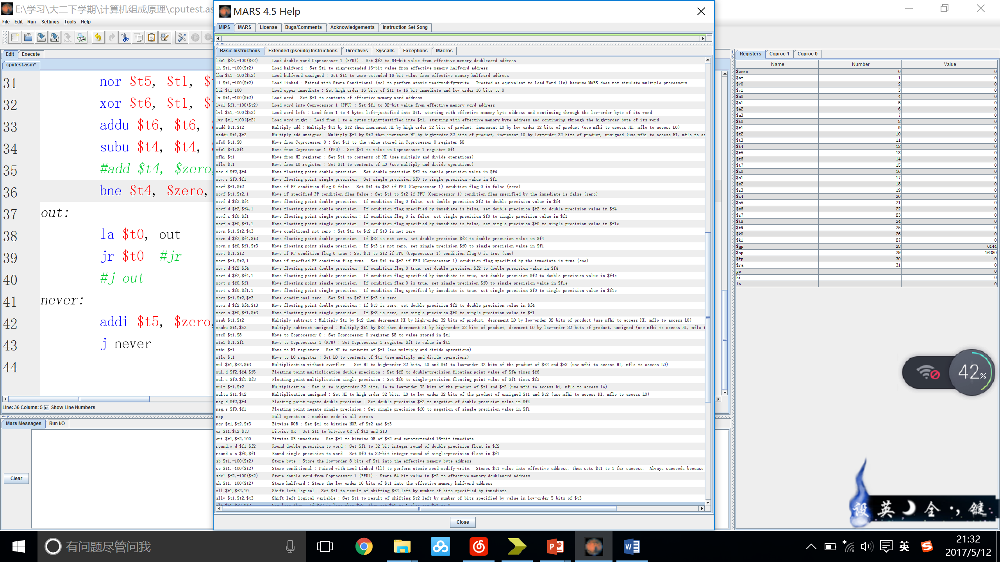 E:\学习\大二下学期\计算机组成原理\cputest.as
File Edit Run Settings Tools Help
Edit Execute
cputest.asm*
31 nor $t5, $t1, $
32 xor $t6, $t1, $
33 addu $t6, $t6,
34 subu $t4, $t4,
35 #add $t4, $zero,
36 bne $t4, $zero,
37 out:
38 la $t0, out
39 jr $t0 #jr
40 #j out
41 never:
42 addi $t5, $zero,
43 j never
44
Line: 36 Column: 5 Show Line Numbers
Mars Messages Run I/O
Clear
MARS 4.5 Help
MIPS MARS License Bugs/Comments Acknowledgements Instruction Set Song
Basic Instructions Extended (pseudo) Instructions Directives Syscalls Exceptions Macros
ldc1 $f2,-100($t2) Load double word Coprocessor 1 (FPU)) : Set $f2 to 64-bit value from effective memory doubleword address
lh $t1,-100($t2) Load halfword : Set $t1 to sign-extended 16-bit value from effective memory halfword address
lhu $t1,-100($t2) Load halfword unsigned : Set $t1 to zero-extended 16-bit value from effective memory halfword address
ll $t1,-100($t2) Load linked : Paired with Store Conditional (sc) to perform atomic read-modify-write.  Treated as equivalent to Load Word (lw) because MARS does not simulate multiple processors.
lui $t1,100 Load upper immediate : Set high-order 16 bits of $t1 to 16-bit immediate and low-order 16 bits to 0
lw $t1,-100($t2) Load word : Set $t1 to contents of effective memory word address
lwc1 $f1,-100($t2) Load word into Coprocessor 1 (FPU) : Set $f1 to 32-bit value from effective memory word address
lwl $t1,-100($t2) Load word left : Load from 1 to 4 bytes left-justified into $t1, starting with effective memory byte address and continuing through the low-order byte of its word
lwr $t1,-100($t2) Load word right : Load from 1 to 4 bytes right-justified into $t1, starting with effective memory byte address and continuing through the high-order byte of its word
madd $t1,$t2 Multiply add : Multiply $t1 by $t2 then increment HI by high-order 32 bits of product, increment LO by low-order 32 bits of product (use mfhi to access HI, mflo to access LO)
maddu $t1,$t2 Multiply add unsigned : Multiply $t1 by $t2 then increment HI by high-order 32 bits of product, increment LO by low-order 32 bits of product, unsigned (use mfhi to access HI, mflo to ac
mfc0 $t1,$8 Move from Coprocessor 0 : Set $t1 to the value stored in Coprocessor 0 register $8
mfc1 $t1,$f1 Move from Coprocessor 1 (FPU) : Set $t1 to value in Coprocessor 1 register $f1
mfhi $t1 Move from HI register : Set $t1 to contents of HI (see multiply and divide operations)
mflo $t1 Move from LO register : Set $t1 to contents of LO (see multiply and divide operations)
mov.d $f2,$f4 Move floating point double precision : Set double precision $f2 to double precision value in $f4
mov.s $f0,$f1 Move floating point single precision : Set single precision $f0 to single precision value in $f1
movf $t1,$t2 Move if FP condition flag 0 false : Set $t1 to $t2 if FPU (Coprocessor 1) condition flag 0 is false (zero)
movf $t1,$t2,1 Move if specified FP condition flag false : Set $t1 to $t2 if FPU (Coprocessor 1) condition flag specified by the immediate is false (zero)
movf.d $f2,$f4 Move floating point double precision : If condition flag 0 false, set double precision $f2 to double precision value in $f4
movf.d $f2,$f4,1 Move floating point double precision : If condition flag specified by immediate is false, set double precision $f2 to double precision value in $f4
movf.s $f0,$f1 Move floating point single precision : If condition flag 0 is false, set single precision $f0 to single precision value in $f1
movf.s $f0,$f1,1 Move floating point single precision : If condition flag specified by immediate is false, set single precision $f0 to single precision value in $f1e
movn $t1,$t2,$t3 Move conditional not zero : Set $t1 to $t2 if $t3 is not zero
movn.d $f2,$f4,$t3 Move floating point double precision : If $t3 is not zero, set double precision $f2 to double precision value in $f4
movn.s $f0,$f1,$t3 Move floating point single precision : If $t3 is not zero, set single precision $f0 to single precision value in $f1
movt $t1,$t2 Move if FP condition flag 0 true : Set $t1 to $t2 if FPU (Coprocessor 1) condition flag 0 is true (one)
movt $t1,$t2,1 Move if specfied FP condition flag true : Set $t1 to $t2 if FPU (Coprocessor 1) condition flag specified by the immediate is true (one)
movt.d $f2,$f4 Move floating point double precision : If condition flag 0 true, set double precision $f2 to double precision value in $f4
movt.d $f2,$f4,1 Move floating point double precision : If condition flag specified by immediate is true, set double precision $f2 to double precision value in $f4e
movt.s $f0,$f1 Move floating point single precision : If condition flag 0 is true, set single precision $f0 to single precision value in $f1e
movt.s $f0,$f1,1 Move floating point single precision : If condition flag specified by immediate is true, set single precision $f0 to single precision value in $f1e
movz $t1,$t2,$t3 Move conditional zero : Set $t1 to $t2 if $t3 is zero
movz.d $f2,$f4,$t3 Move floating point double precision : If $t3 is zero, set double precision $f2 to double precision value in $f4
movz.s $f0,$f1,$t3 Move floating point single precision : If $t3 is zero, set single precision $f0 to single precision value in $f1
msub $t1,$t2 Multiply subtract : Multiply $t1 by $t2 then decrement HI by high-order 32 bits of product, decrement LO by low-order 32 bits of product (use mfhi to access HI, mflo to access LO)
msubu $t1,$t2 Multiply subtract unsigned : Multiply $t1 by $t2 then decrement HI by high-order 32 bits of product, decement LO by low-order 32 bits of product, unsigned (use mfhi to access HI, mflo t
mtc0 $t1,$8 Move to Coprocessor 0 : Set Coprocessor 0 register $8 to value stored in $t1
mtc1 $t1,$f1 Move to Coprocessor 1 (FPU) : Set Coprocessor 1 register $f1 to value in $t1
mthi $t1 Move to HI registerr : Set HI to contents of $t1 (see multiply and divide operations)
mtlo $t1 Move to LO register : Set LO to contents of $t1 (see multiply and divide operations)
mul $t1,$t2,$t3 Multiplication without overflow  : Set HI to high-order 32 bits, LO and $t1 to low-order 32 bits of the product of $t2 and $t3 (use mfhi to access HI, mflo to access LO)
mul.d $f2,$f4,$f6 Floating point multiplication double precision : Set $f2 to double-precision floating point value of $f4 times $f6
mul.s $f0,$f1,$f3 Floating point multiplication single precision : Set $f0 to single-precision floating point value of $f1 times $f3
mult $t1,$t2 Multiplication : Set hi to high-order 32 bits, lo to low-order 32 bits of the product of $t1 and $t2 (use mfhi to access hi, mflo to access lo)
multu $t1,$t2 Multiplication unsigned : Set HI to high-order 32 bits, LO to low-order 32 bits of the product of unsigned $t1 and $t2 (use mfhi to access HI, mflo to access LO)
neg.d $f2,$f4 Floating point negate double precision : Set double precision $f2 to negation of double precision value in $f4
neg.s $f0,$f1 Floating point negate single precision : Set single precision $f0 to negation of single precision value in $f1
nop Null operation : machine code is all zeroes
nor $t1,$t2,$t3 Bitwise NOR : Set $t1 to bitwise NOR of $t2 and $t3
or $t1,$t2,$t3 Bitwise OR : Set $t1 to bitwise OR of $t2 and $t3
ori $t1,$t2,100 Bitwise OR immediate : Set $t1 to bitwise OR of $t2 and zero-extended 16-bit immediate
round.w.d $f1,$f2 Round double precision to word : Set $f1 to 32-bit integer round of double-precision float in $f2
round.w.s $f0,$f1 Round single precision to word : Set $f0 to 32-bit integer round of single-precision float in $f1
sb $t1,-100($t2) Store byte : Store the low-order 8 bits of $t1 into the effective memory byte address
sc $t1,-100($t2) Store conditional : Paired with Load Linked (ll) to perform atomic read-modify-write.  Stores $t1 value into effective address, then sets $t1 to 1 for success.  Always succeeds because
sdc1 $f2,-100($t2) Store double word from Coprocessor 1 (FPU)) : Store 64 bit value in $f2 to effective memory doubleword address
sh $t1,-100($t2) Store halfword : Store the low-order 16 bits of $t1 into the effective memory halfword address
sll $t1,$t2,10 Shift left logical : Set $t1 to result of shifting $t2 left by number of bits specified by immediate
sllv $t1,$t2,$t3 Shift left logical variable : Set $t1 to result of shifting $t2 left by number of bits specified by value in low-order 5 bits of $t3
Close
Registers Coproc 1 Coproc 0
Name Number Value
$zero 0 0
$at 1 0
$v0 2 0
$v1 3 0
$a0 4 0
$a1 5 0
$a2 6 0
$a3 7 0
$t0 8 0
$t1 9 0
$t2 10 0
$t3 11 0
$t4 12 0
$t5 13 0
$t6 14 0
$t7 15 0
$s0 16 0
$s1 17 0
$s2 18 0
$s3 19 0
$s4 20 0
$s5 21 0
$s6 22 0
$s7 23 0
$t8 24 0
$t9 25 0
$k0 26 0
$k1 27 0
$gp 28 6144
$sp 29 16380
$fp 30 0
$ra 31 0
pc 0
hi 0
lo 0
42%
设 英 全 ·, 键
有问题尽管问我
英
21:32
2017/5/12